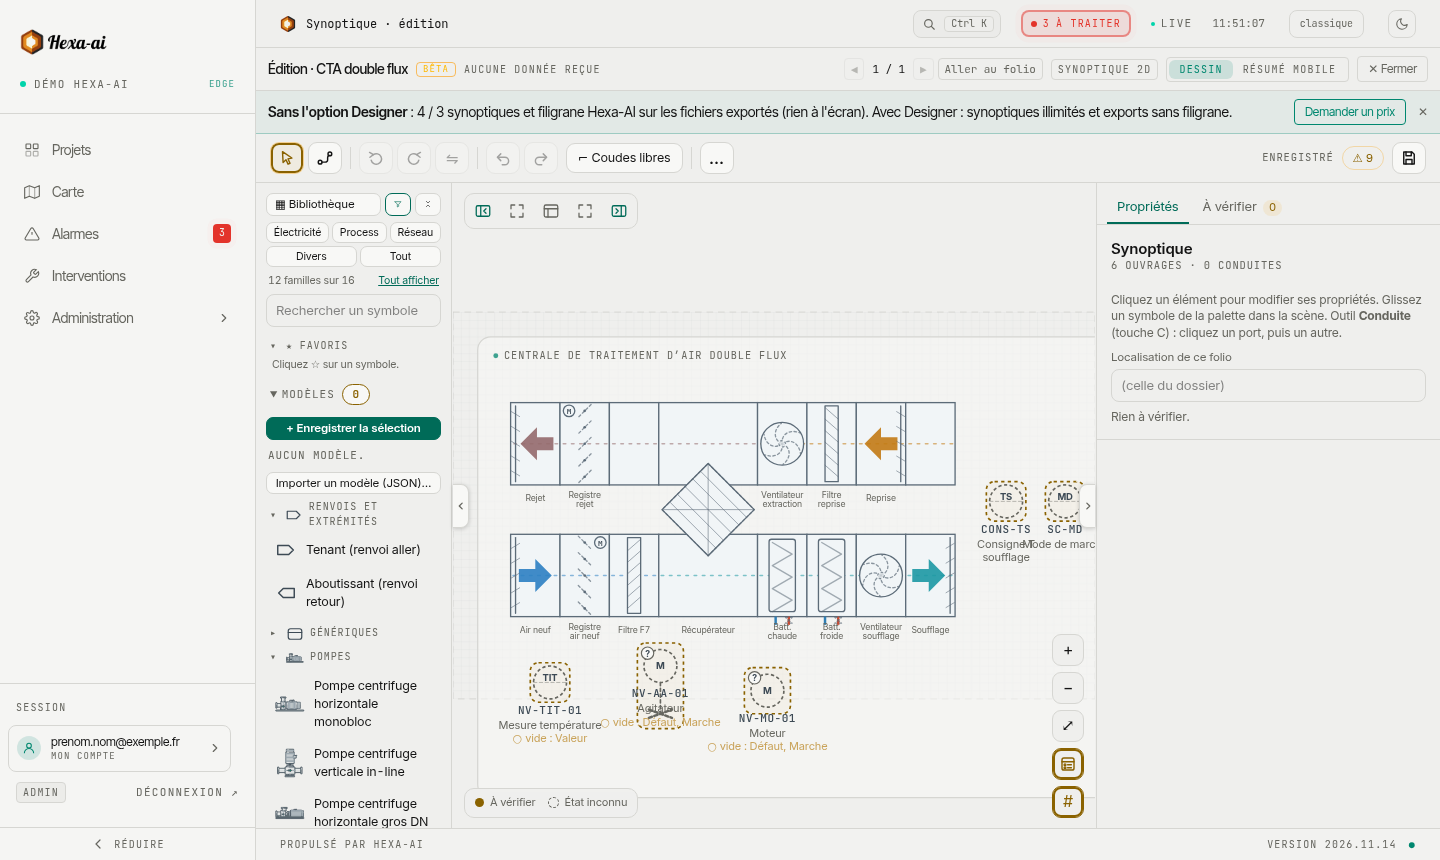 Hexa-ai
Synoptique · édition
Ctrl K
3 À TRAITER
LIVE
11:51:07
classique
DÉMO HEXA-AI
EDGE
Édition · CTA double flux
BÊTA
AUCUNE DONNÉE REÇUE
1 / 1
Aller au folio
SYNOPTIQUE 2D
DESSIN
RÉSUMÉ MOBILE
✕ Fermer
Sans l'option Designer : 4 / 3 synoptiques et filigrane Hexa-AI sur les fichiers exportés (rien à l'écran). Avec Designer : synoptiques illimités et exports sans filigrane.
Demander un prix
✕
Projets
Carte
Alarmes
3
Interventions
Administration
Coudes libres
...
ENREGISTRÉ
⚠ 9
Bibliothèque
Électricité
Process
Réseau
Divers
Tout
12 familles sur 16
Tout afficher
Rechercher un symbole
★ FAVORIS
Cliquez ☆ sur un symbole.
MODÈLES
0
+ Enregistrer la sélection
AUCUN MODÈLE.
Importer un modèle (JSON)...
RENVOIS ET
EXTRÉMITÉS
Tenant (renvoi aller)
Aboutissant (renvoi
retour)
GÉNÉRIQUES
POMPES
Pompe centrifuge
horizontale
monobloc
Pompe centrifuge
verticale in-line
Pompe centrifuge
horizontale gros DN
CENTRALE DE TRAITEMENT D'AIR DOUBLE FLUX
M
Rejet
Registre
rejet
Ventilateur
extraction
Filtre
reprise
Reprise
M
Air neuf
Registre
air neuf
Filtre F7
Récupérateur
Batt.
chaude
Batt.
froide
Ventilateur
soufflage
Soufflage
TS
CONS-TS
Consigne T
soufflage
MD
SC-MD
Mode de marc
TIT
NV-TIT-01
Mesure température
vide : Valeur
?
M
NV-AA-01
Agitateur
vide : Défaut, Marche
?
M
NV-MO-01
Moteur
vide : Défaut, Marche
+
−
#
À vérifier
État inconnu
Propriétés
À vérifier
0
Synoptique
6 OUVRAGES · 0 CONDUITES
Cliquez un élément pour modifier ses propriétés. Glissez
un symbole de la palette dans la scène. Outil Conduite
(touche C) : cliquez un port, puis un autre.
Localisation de ce folio
(celle du dossier)
Rien à vérifier.
SESSION
prenom.nom@exemple.fr
MON COMPTE
ADMIN
DÉCONNEXION ↗
RÉDUIRE
PROPULSÉ PAR HEXA-AI
VERSION 2026.11.14